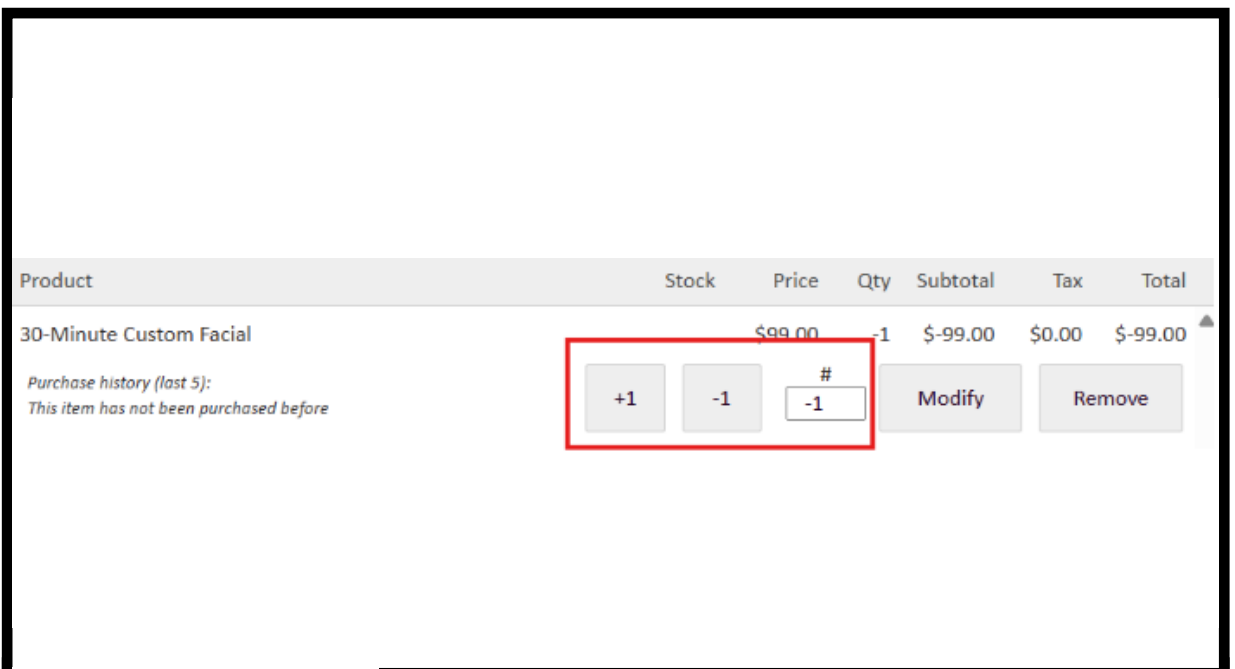 Product Stock Price Qty Subtotal Tax Total
30-Minute Custom Facial $99.00 -1 $-99.00 $0.00 $-99.00
Purchase history (last 5):
This item has not been purchased before
+1 -1 # -1 Modify Remove